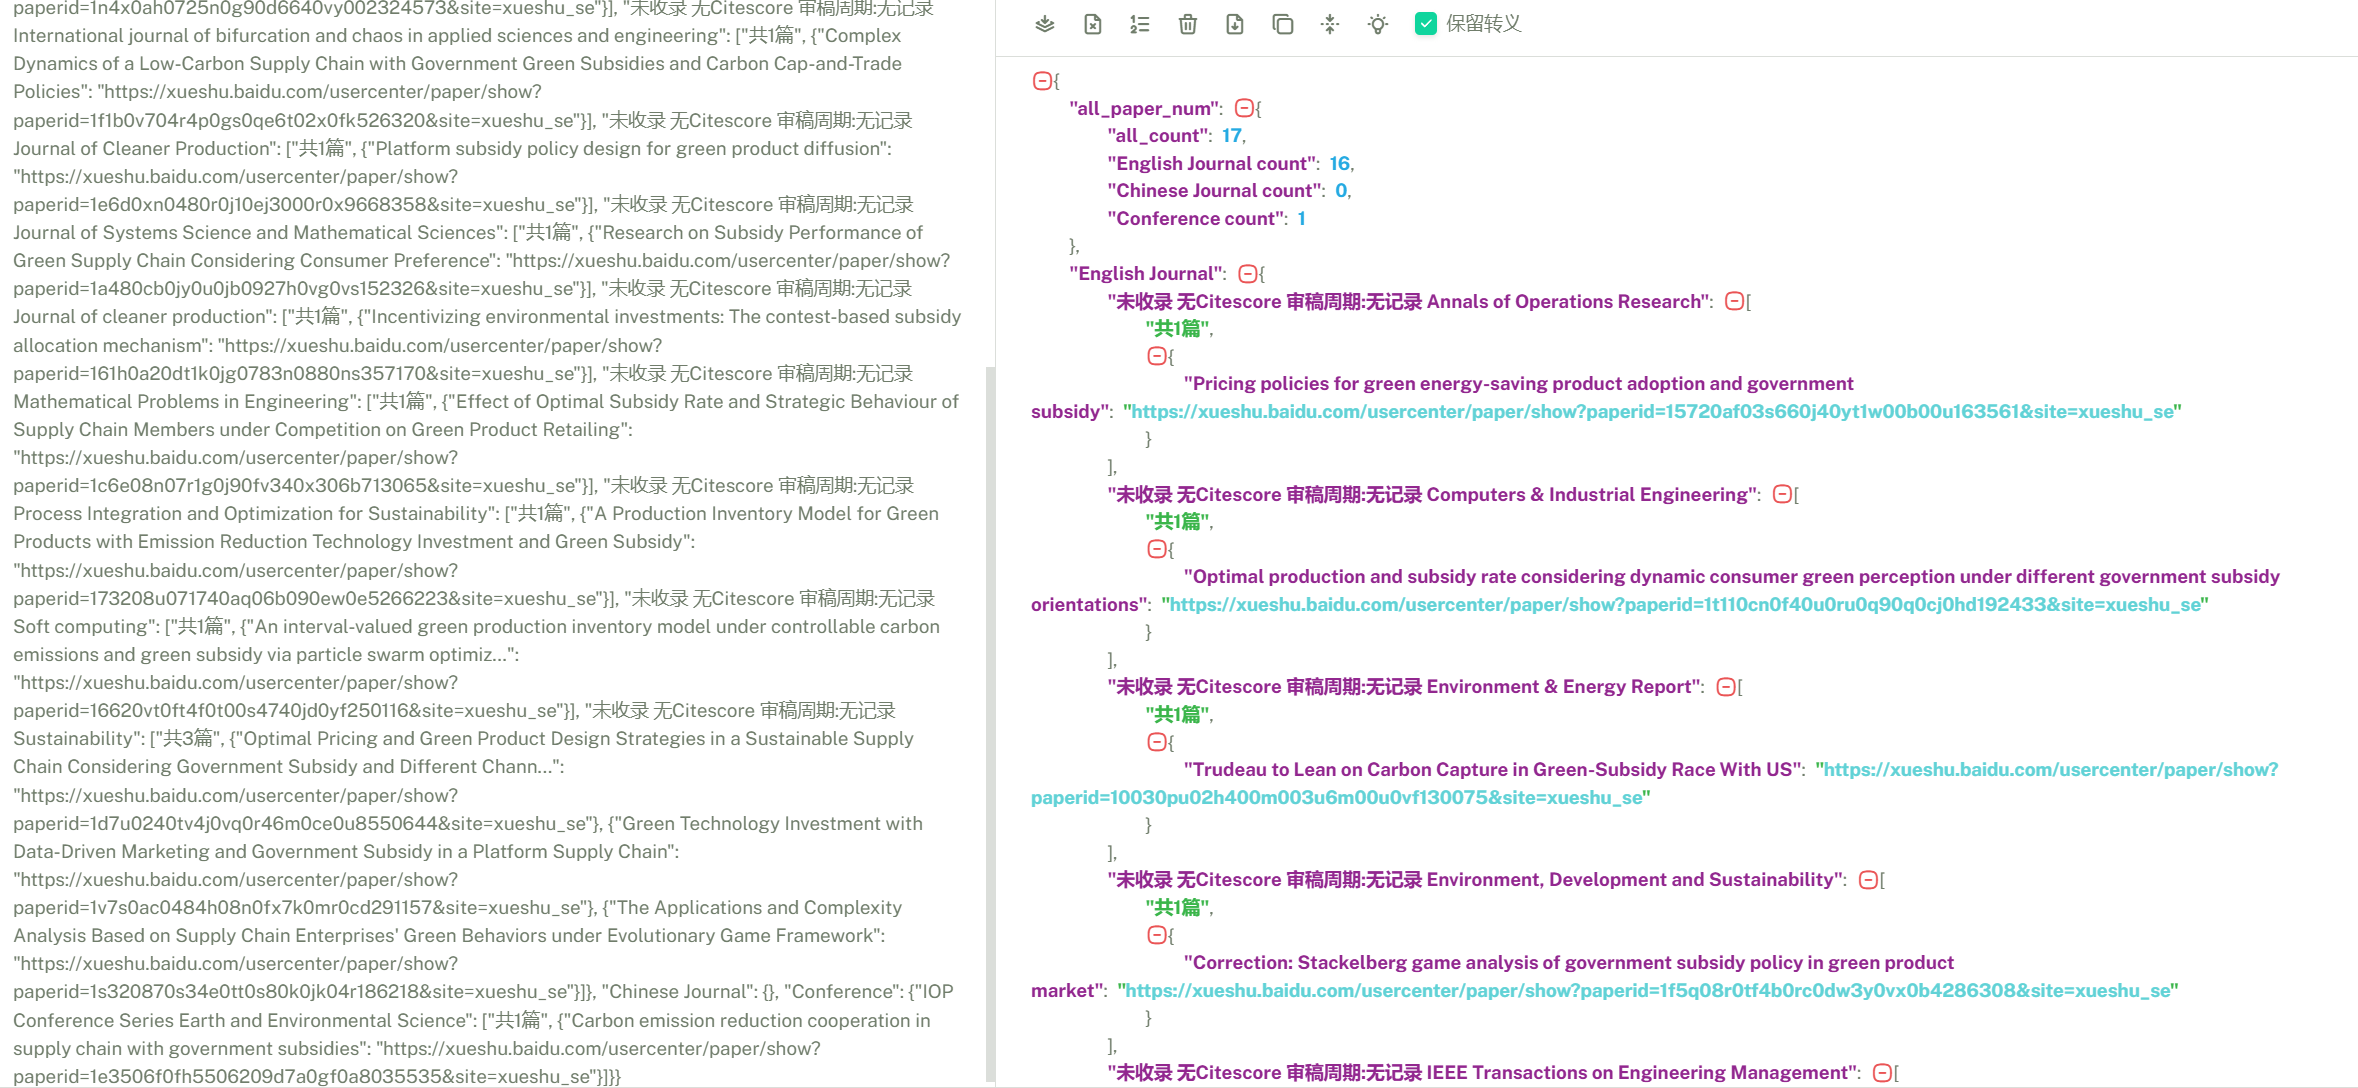 paperid=1n4x0ah0725n0g90d6640vy002324573&site=xueshu_se"}], "未收录 无Citescore 审稿周期:无记录
International journal of bifurcation and chaos in applied sciences and engineering": ["共1篇", {"Complex
Dynamics of a Low-Carbon Supply Chain with Government Green Subsidies and Carbon Cap-and-Trade
Policies": "https://xueshu.baidu.com/usercenter/paper/show?
paperid=1f1b0v704r4p0gs0qe6t02x0fk526320&site=xueshu_se"}], "未收录 无Citescore 审稿周期:无记录
Journal of Cleaner Production": ["共1篇", {"Platform subsidy policy design for green product diffusion":
"https://xueshu.baidu.com/usercenter/paper/show?
paperid=1e6d0xn0480r0j10ej3000r0x9668358&site=xueshu_se"}], "未收录 无Citescore 审稿周期:无记录
Journal of Systems Science and Mathematical Sciences": ["共1篇", {"Research on Subsidy Performance of
Green Supply Chain Considering Consumer Preference": "https://xueshu.baidu.com/usercenter/paper/show?
paperid=1a480cb0jy0u0jb0927h0vg0vs152326&site=xueshu_se"}], "未收录 无Citescore 审稿周期:无记录
Journal of cleaner production": ["共1篇", {"Incentivizing environmental investments: The contest-based subsidy
allocation mechanism": "https://xueshu.baidu.com/usercenter/paper/show?
paperid=161h0a20dt1k0jg0783n0880ns357170&site=xueshu_se"}], "未收录 无Citescore 审稿周期:无记录
Mathematical Problems in Engineering": ["共1篇", {"Effect of Optimal Subsidy Rate and Strategic Behaviour of
Supply Chain Members under Competition on Green Product Retailing":
"https://xueshu.baidu.com/usercenter/paper/show?
paperid=1c6e08n07r1g0j90fv340x306b713065&site=xueshu_se"}], "未收录 无Citescore 审稿周期:无记录
Process Integration and Optimization for Sustainability": ["共1篇", {"A Production Inventory Model for Green
Products with Emission Reduction Technology Investment and Green Subsidy":
"https://xueshu.baidu.com/usercenter/paper/show?
paperid=173208u071740aq06b090ew0e5266223&site=xueshu_se"}], "未收录 无Citescore 审稿周期:无记录
Soft computing": ["共1篇", {"An interval-valued green production inventory model under controllable carbon
emissions and green subsidy via particle swarm optimiz...":
"https://xueshu.baidu.com/usercenter/paper/show?
paperid=16620vt0ft4f0t00s4740jd0yf250116&site=xueshu_se"}], "未收录 无Citescore 审稿周期:无记录
Sustainability": ["共3篇", {"Optimal Pricing and Green Product Design Strategies in a Sustainable Supply
Chain Considering Government Subsidy and Different Chann...":
"https://xueshu.baidu.com/usercenter/paper/show?
paperid=1d7u0240tv4j0vq0r46m0ce0u8550644&site=xueshu_se"}, {"Green Technology Investment with
Data-Driven Marketing and Government Subsidy in a Platform Supply Chain":
"https://xueshu.baidu.com/usercenter/paper/show?
paperid=1v7s0ac0484h08n0fx7k0mr0cd291157&site=xueshu_se"}, {"The Applications and Complexity
Analysis Based on Supply Chain Enterprises' Green Behaviors under Evolutionary Game Framework":
"https://xueshu.baidu.com/usercenter/paper/show?
paperid=1s320870s34e0tt0s80k0jk04r186218&site=xueshu_se"}]}, "Chinese Journal": {}, "Conference": {"IOP
Conference Series Earth and Environmental Science": ["共1篇", {"Carbon emission reduction cooperation in
supply chain with government subsidies": "https://xueshu.baidu.com/usercenter/paper/show?
paperid=1e3506f0fh5506209d7a0gf0a8035535&site=xueshu_se"}]}}
保留转义
{
"all_paper_num": {
"all_count": 17,
"English Journal count": 16,
"Chinese Journal count": 0,
"Conference count": 1
},
"English Journal": {
"未收录 无Citescore 审稿周期:无记录 Annals of Operations Research": [
"共1篇",
{
"Pricing policies for green energy-saving product adoption and government
subsidy": "https://xueshu.baidu.com/usercenter/paper/show?paperid=15720af03s660j40yt1w00b00u163561&site=xueshu_se"
}
],
"未收录 无Citescore 审稿周期:无记录 Computers & Industrial Engineering": [
"共1篇",
{
"Optimal production and subsidy rate considering dynamic consumer green perception under different government subsidy
orientations": "https://xueshu.baidu.com/usercenter/paper/show?paperid=1t110cn0f40u0ru0q90q0cj0hd192433&site=xueshu_se"
}
],
"未收录 无Citescore 审稿周期:无记录 Environment & Energy Report": [
"共1篇",
{
"Trudeau to Lean on Carbon Capture in Green-Subsidy Race With US": "https://xueshu.baidu.com/usercenter/paper/show?
paperid=10030pu02h400m003u6m00u0vf130075&site=xueshu_se"
}
],
"未收录 无Citescore 审稿周期:无记录 Environment, Development and Sustainability": [
"共1篇",
{
"Correction: Stackelberg game analysis of government subsidy policy in green product
market": "https://xueshu.baidu.com/usercenter/paper/show?paperid=1f5q08r0tf4b0rc0dw3y0vx0b4286308&site=xueshu_se"
}
],
"未收录 无Citescore 审稿周期:无记录 IEEE Transactions on Engineering Management": [